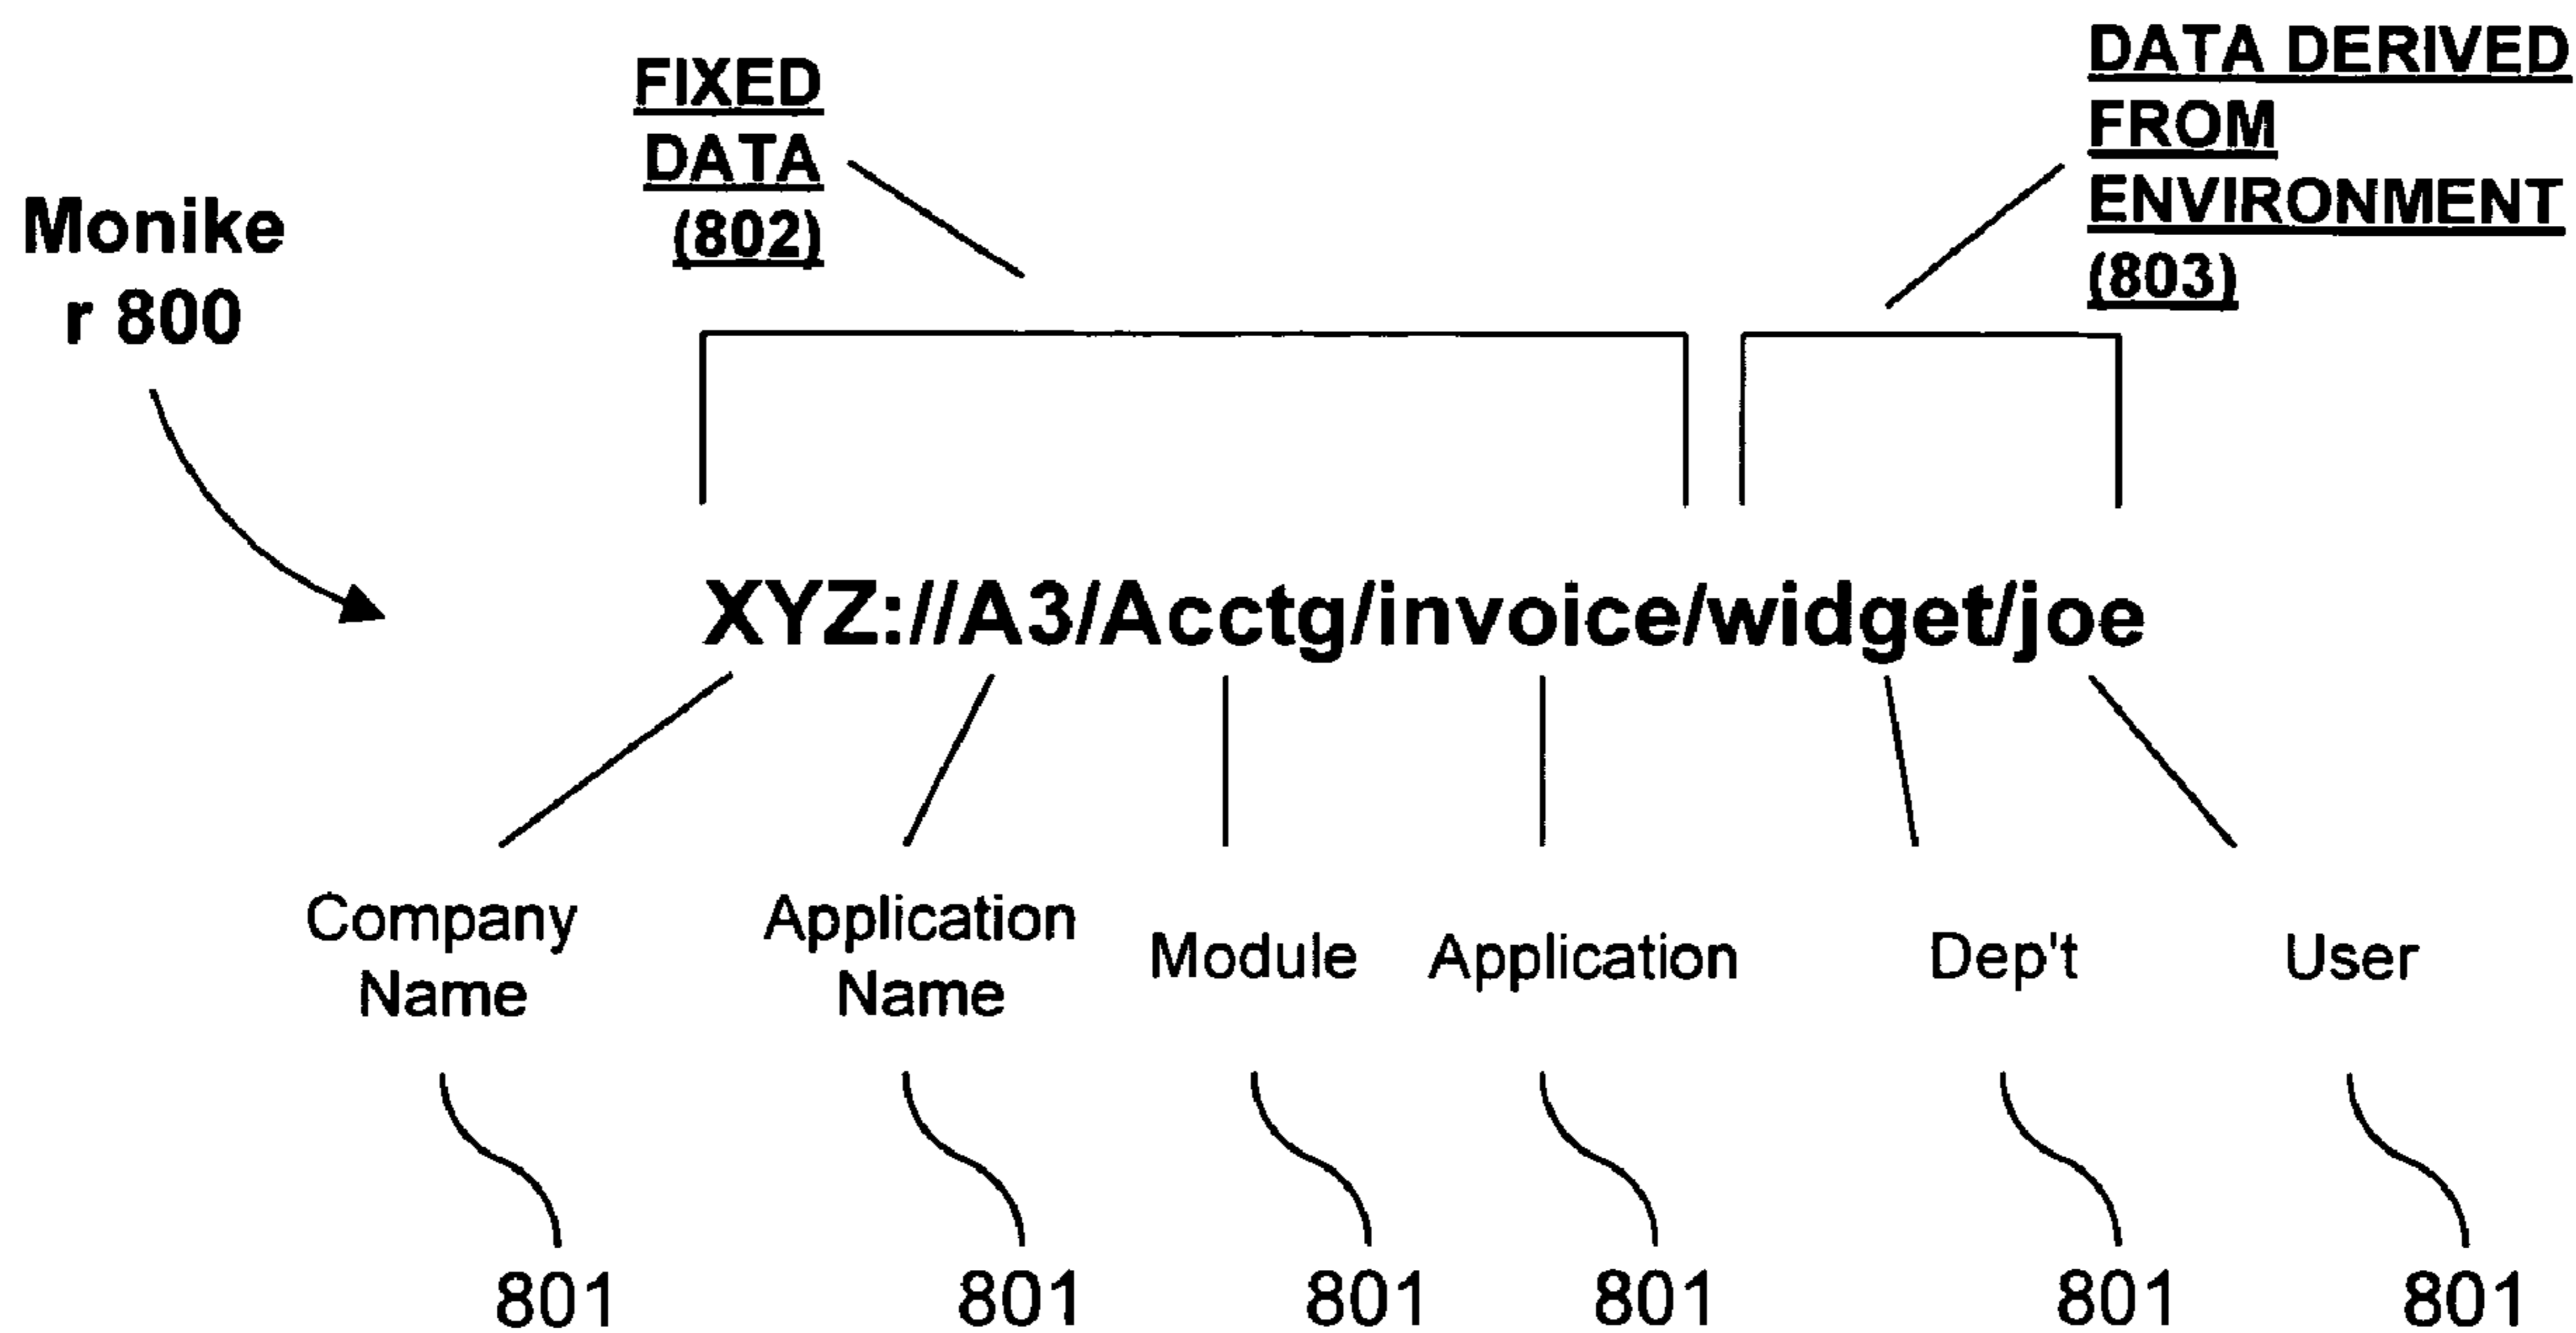 FIXED
DATA
(802)
DATA DERIVED
FROM
ENVIRONMENT
(803)
Monike
r 800
XYZ://A3/Acctg/invoice/widget/joe
Company
Name
Application
Name
Module
Application
Dep't
User
801
801
801
801
801
801